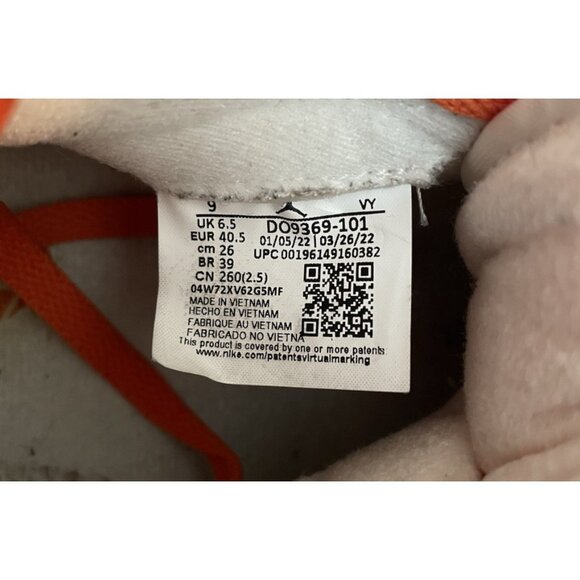 9 VY
UK 6.5 DO9369-101
EUR 40.5 01/05/22 | 03/26/22
cm 26 UPC 00196149160382
BR 39
CN 260(2.5)
04W72XV62G5MF
MADE IN VIETNAM
HECHO EN VIETNAM
FABRIQUE AU VIETNAM
FABRICADO NO VIETNA
This product is covered by one or more patents
www.nike.com/patentsvirtualmarking